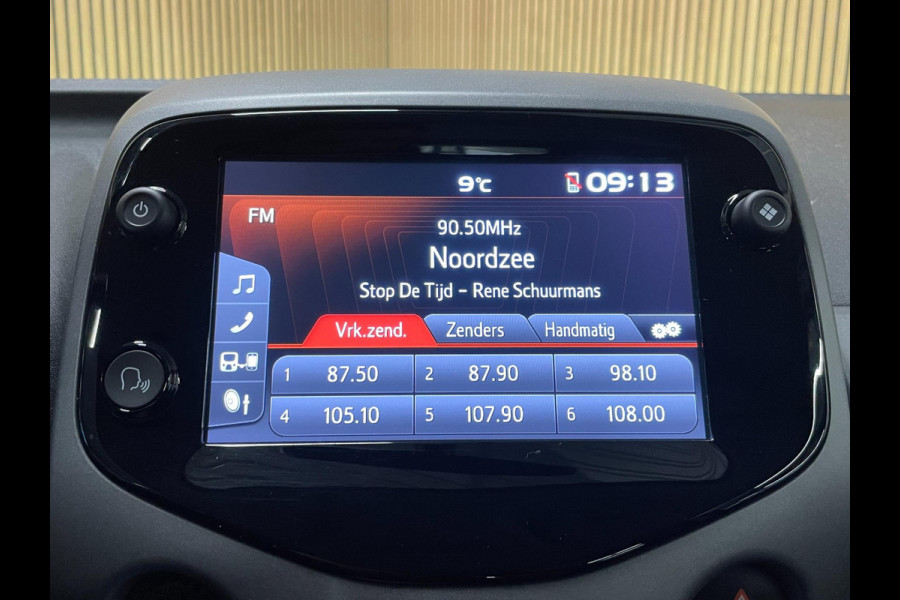 9°C 09:13
FM
90.50MHz
Noordzee
Stop De Tijd - Rene Schuurmans
Vrk.zend. Zenders Handmatig
1 87.50 2 87.90 3 98.10
4 105.10 5 107.90 6 108.00